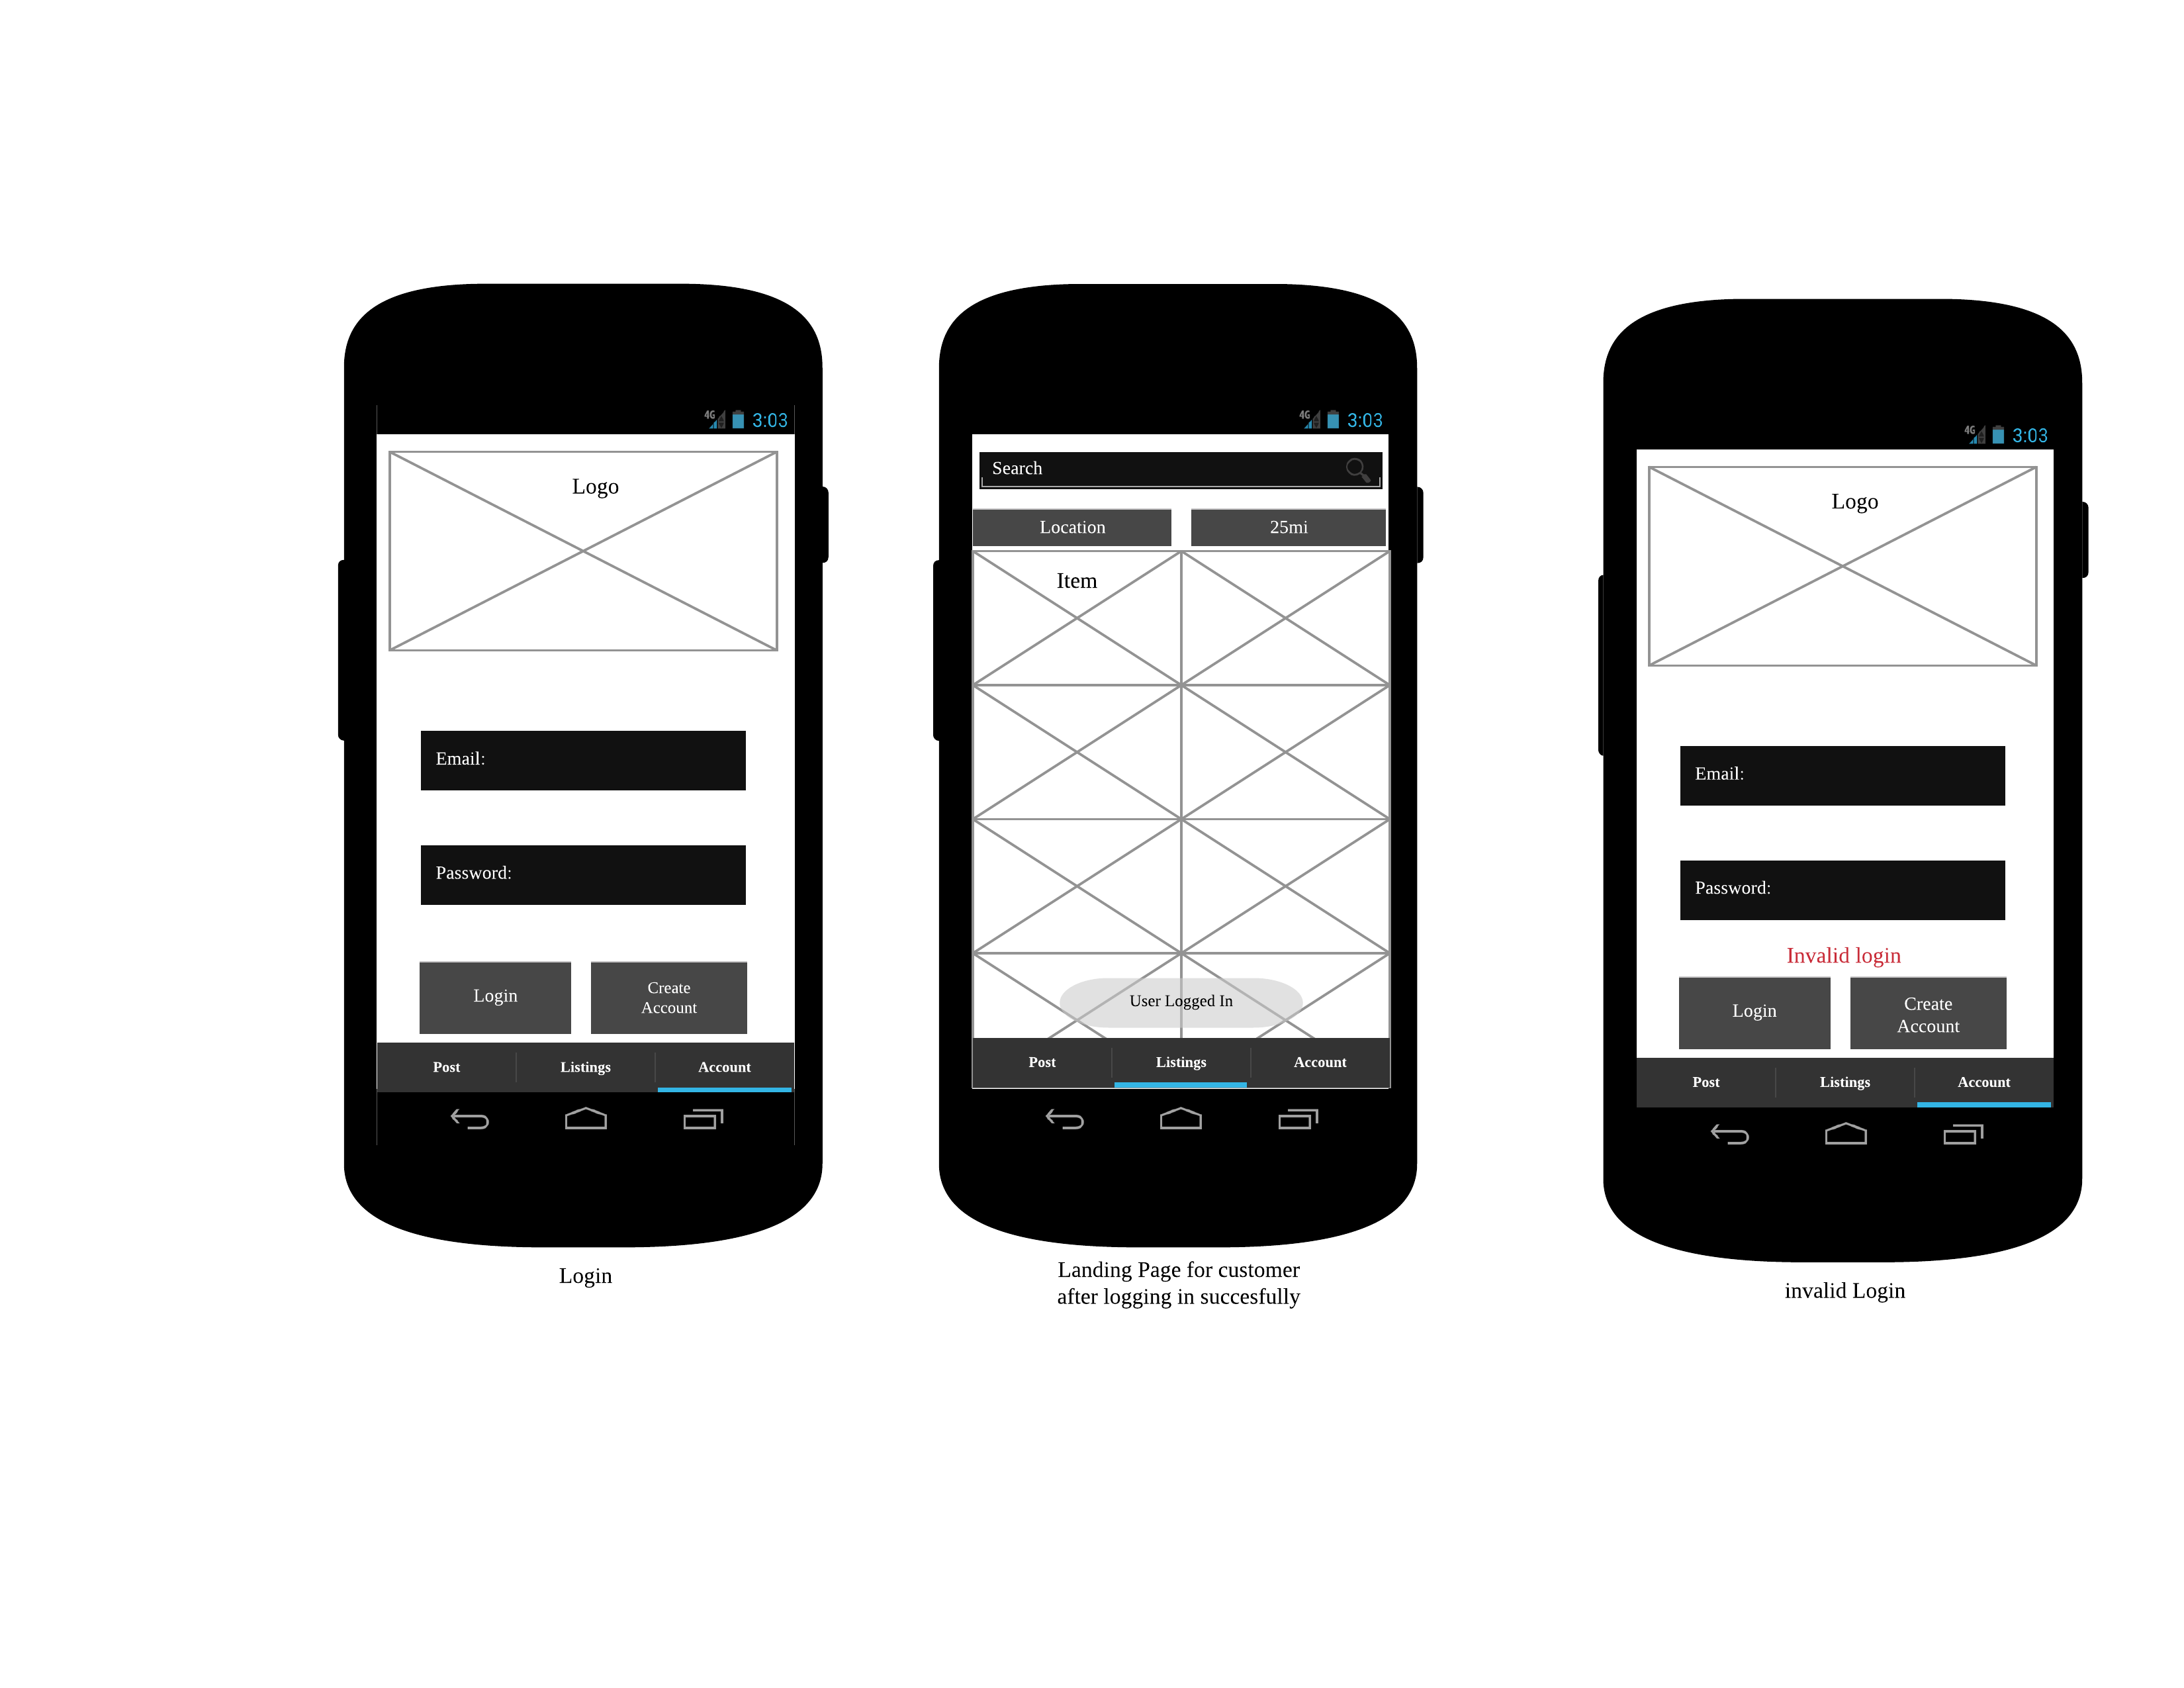 4G 3:03
Logo
Email:
Password:
Login
Create
Account
Post Listings Account
Login
4G 3:03
Search
Location 25mi
Item
User Logged In
Post Listings Account
Landing Page for customer
after logging in succesfully
4G 3:03
Logo
Email:
Password:
Invalid login
Login
Create
Account
Post Listings Account
invalid Login